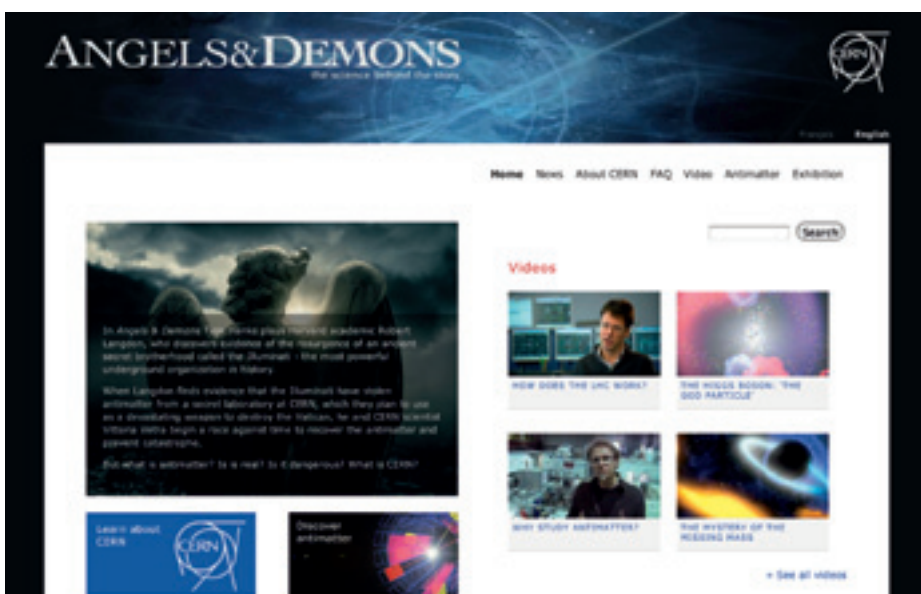 ANGELS&DEMONS
the science behind the story
CERN
Français English
Home News About CERN FAQ Video Antimatter Exhibition
Search
In Angels & Demons Tom Hanks plays Harvard academic Robert
Langdon, who discovers evidence of the resurgence of an ancient
secret brotherhood called the Illuminati - the most powerful
underground organization in history.
When Langdon finds evidence that the Illuminati have stolen
antimatter from a secret laboratory at CERN, which they plan to use
as a devastating weapon to destroy the Vatican, he and CERN scientist
Vittoria Vetra begin a race against time to recover the antimatter and
prevent catastrophe.
But what is antimatter? Is it real? Is it dangerous? What is CERN?
Learn about
CERN
CERN
Discover
antimatter
Videos
HOW DOES THE LHC WORK?
THE HIGGS BOSON: 'THE
GOD PARTICLE'
WHY STUDY ANTIMATTER?
THE MYSTERY OF THE
MISSING MASS
+ See all videos